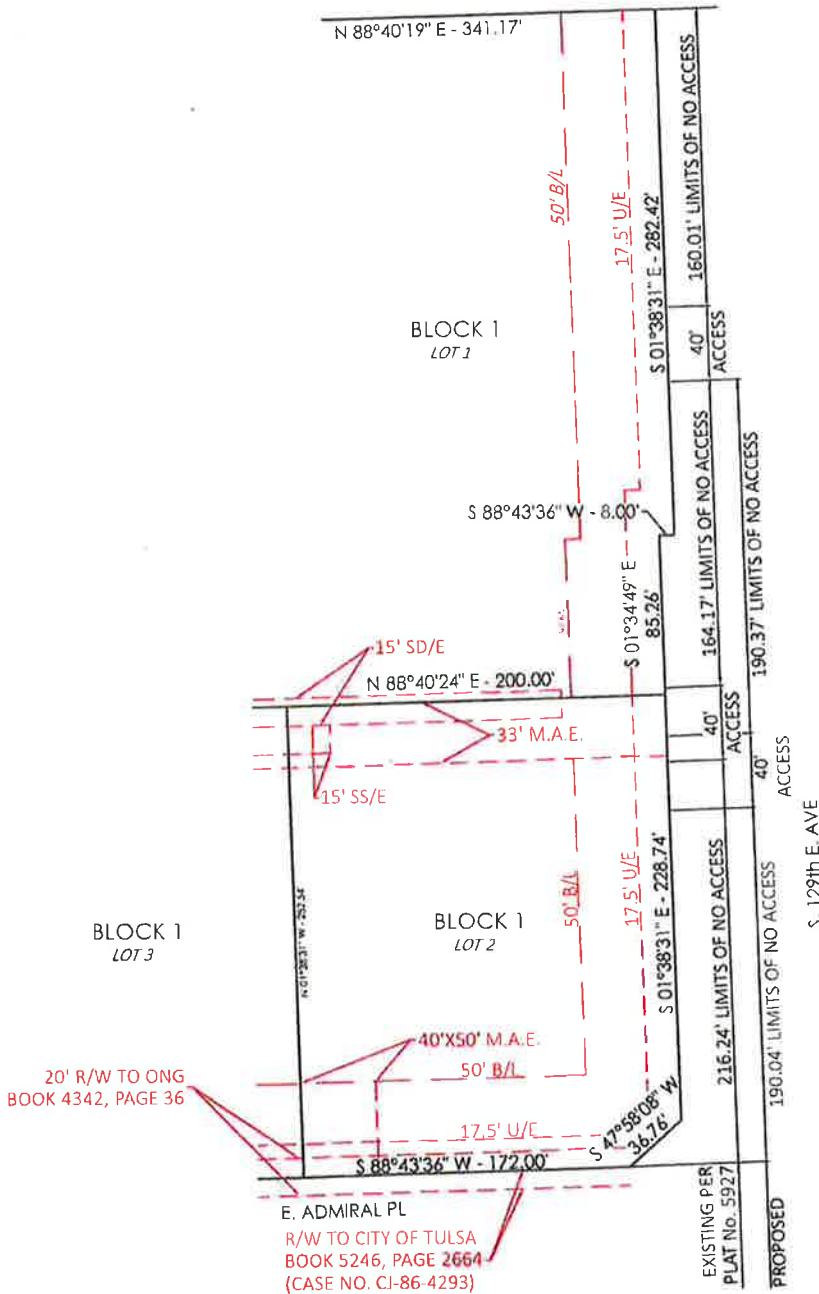 N 88°40'19" E - 341.17'
50' B/L
17.5' U/E
S 01°38'31" E - 282.42'
160.01' LIMITS OF NO ACCESS
40'
ACCESS
BLOCK 1
LOT 1
S 88°43'36" W - 8.00'
S 01°34'49" E
85.26'
164.17' LIMITS OF NO ACCESS
190.37' LIMITS OF NO ACCESS
15' SD/E
N 88°40'24" E - 200.00'
33' M.A.E.
15' SS/E
40'
ACCESS
40'
ACCESS
S. 129th E. AVE
BLOCK 1
LOT 3
BLOCK 1
LOT 2
50' B/L
17.5' U/E
S 01°38'31" E - 228.74'
216.24' LIMITS OF NO ACCESS
190.04' LIMITS OF NO ACCESS
40'X50' M.A.E.
50' B/L
20' R/W TO ONG
BOOK 4342, PAGE 36
17.5' U/E
S 47°58'08" W
36.76'
S 88°43'36" W - 172.00'
E. ADMIRAL PL
R/W TO CITY OF TULSA
BOOK 5246, PAGE 2664
(CASE NO. CJ-86-4293)
EXISTING PER
PLAT No. 5927
PROPOSED